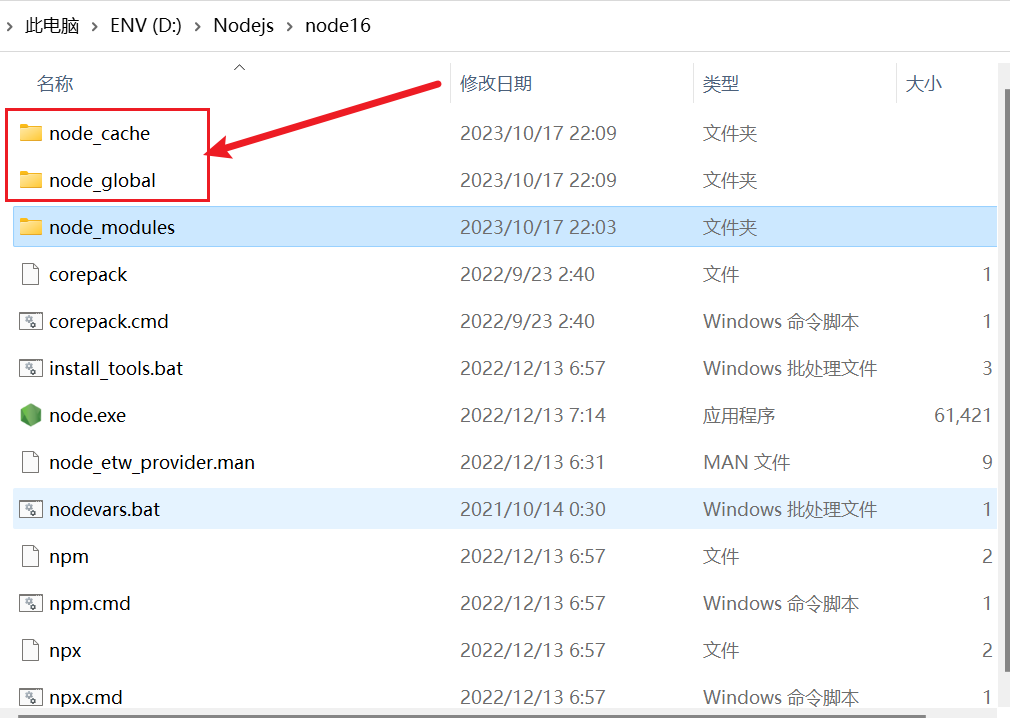 此电脑 > ENV (D:) > Nodejs > node16
名称 修改日期 类型 大小
node_cache 2023/10/17 22:09 文件夹
node_global 2023/10/17 22:09 文件夹
node_modules 2023/10/17 22:03 文件夹
corepack 2022/9/23 2:40 文件 1
corepack.cmd 2022/9/23 2:40 Windows 命令脚本 1
install_tools.bat 2022/12/13 6:57 Windows 批处理文件 3
node.exe 2022/12/13 7:14 应用程序 61,421
node_etw_provider.man 2022/12/13 6:31 MAN 文件 9
nodevars.bat 2021/10/14 0:30 Windows 批处理文件 1
npm 2022/12/13 6:57 文件 2
npm.cmd 2022/12/13 6:57 Windows 命令脚本 1
npx 2022/12/13 6:57 文件 2
npx.cmd 2022/12/13 6:57 Windows 命令脚本 1